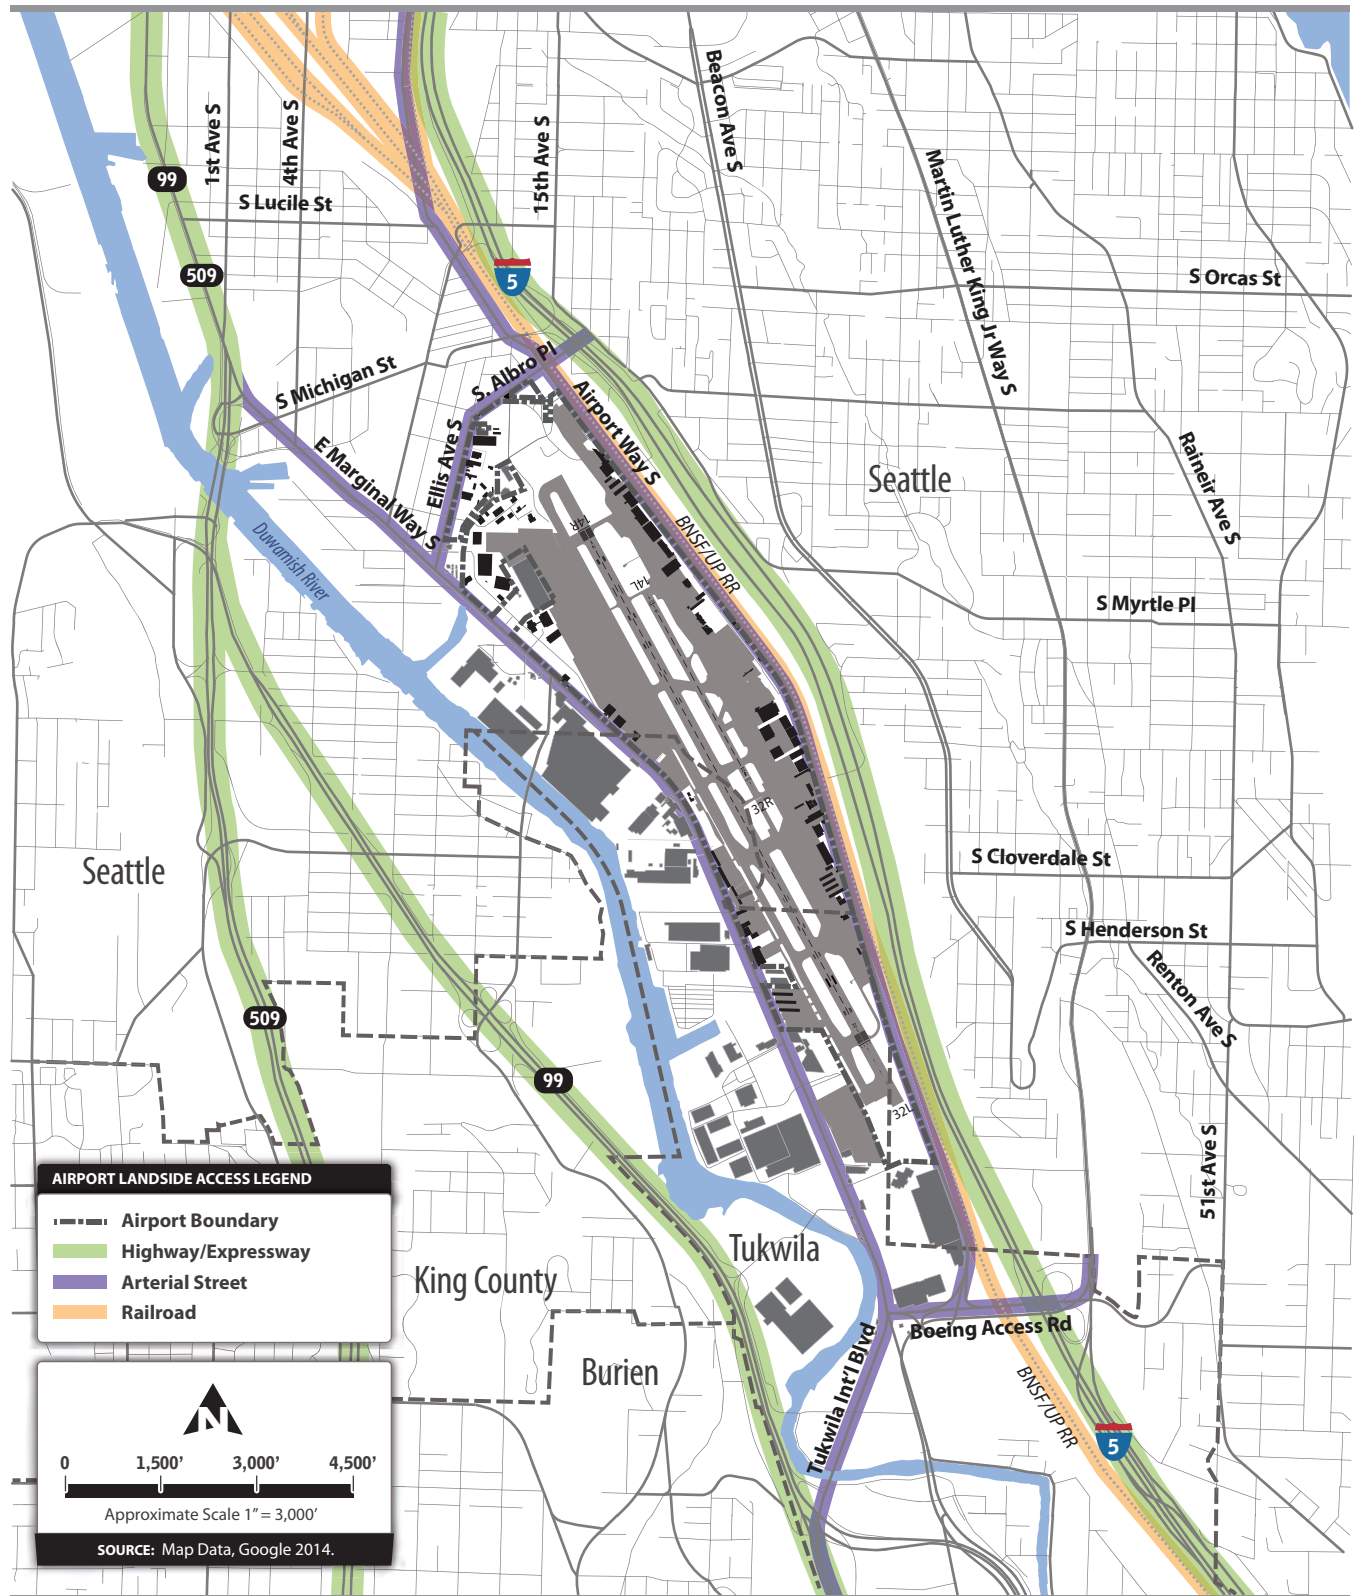 Beacon Ave S
1st Ave S
4th Ave S
15th Ave S
99
S Lucile St
Martin Luther King Jr Way S
509
5
S Orcas St
S Michigan St
S. Albro Pl
Airport Way S
Ellis Ave S
E Marginal Way S
Seattle
Raineir Ave S
14R
BNSF/UP RR
Duwamish River
14L
S Myrtle Pl
32R
Seattle
S Cloverdale St
S Henderson St
Renton Ave S
509
99
32L
51st Ave S
AIRPORT LANDSIDE ACCESS LEGEND
Airport Boundary
Highway/Expressway
Arterial Street
Railroad
Tukwila
King County
Boeing Access Rd
Burien
Tukwila Int'l Blvd
BNSF/UP RR
5
N
0 1,500’ 3,000’ 4,500’
Approximate Scale 1” = 3,000’
SOURCE: Map Data, Google 2014.